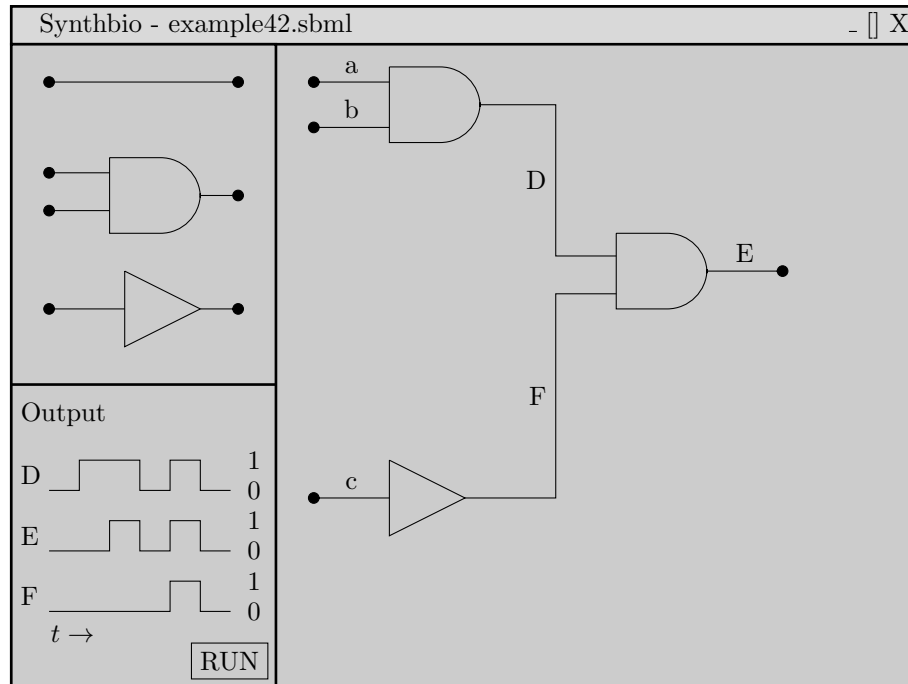 Synthbio - example42.sbml _ [] X
a
b
D
E
F
c
Output
D 1
0
E 1
0
F 1
0
t →
RUN